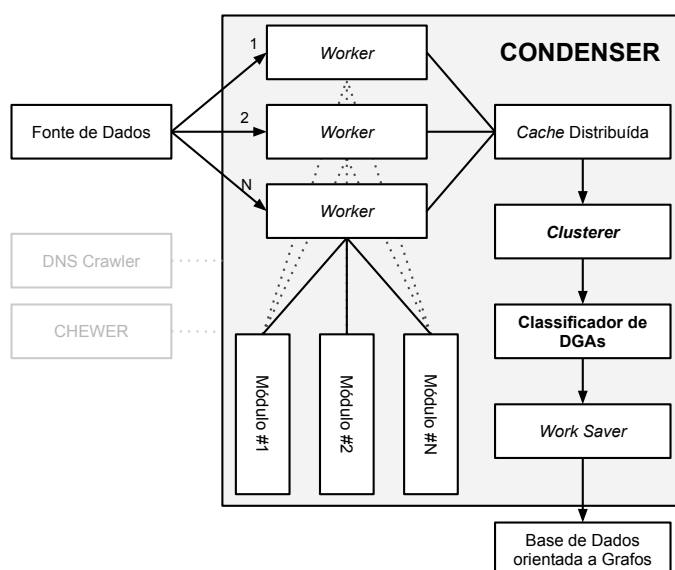 CONDENSER
1
Worker
Fonte de Dados
2
Worker
Cache Distribuída
N
Worker
Clusterer
DNS Crawler
CHEWER
Classificador de
DGAs
Módulo #1
Módulo #2
Módulo #N
Work Saver
Base de Dados
orientada a Grafos